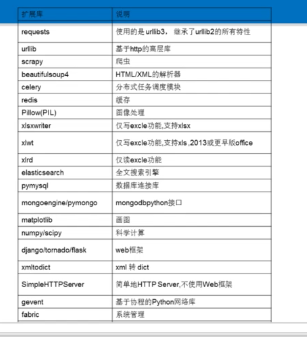 扩展库 说明
requests 使用的是 urllib3，继承了urllib2的所有特性
urllib 基于http的高层库
scrapy 爬虫
beautifulsoup4 HTML/XML的解析器
celery 分布式任务调度模块
redis 缓存
Pillow(PIL) 图像处理
xlsxwriter 仅写excle功能,支持xlsx
xlwt 仅写excle功能,支持xls,2013或更早版office
xlrd 仅读excle功能
elasticsearch 全文搜索引擎
pymysql 数据库连接库
mongoengine/pymongo mongodbpython接口
matplotlib 画图
numpy/scipy 科学计算
django/tornado/flask web框架
xmltodict xml 转 dict
SimpleHTTPServer 简单地HTTP Server,不使用Web框架
gevent 基于协程的Python网络库
fabric 系统管理